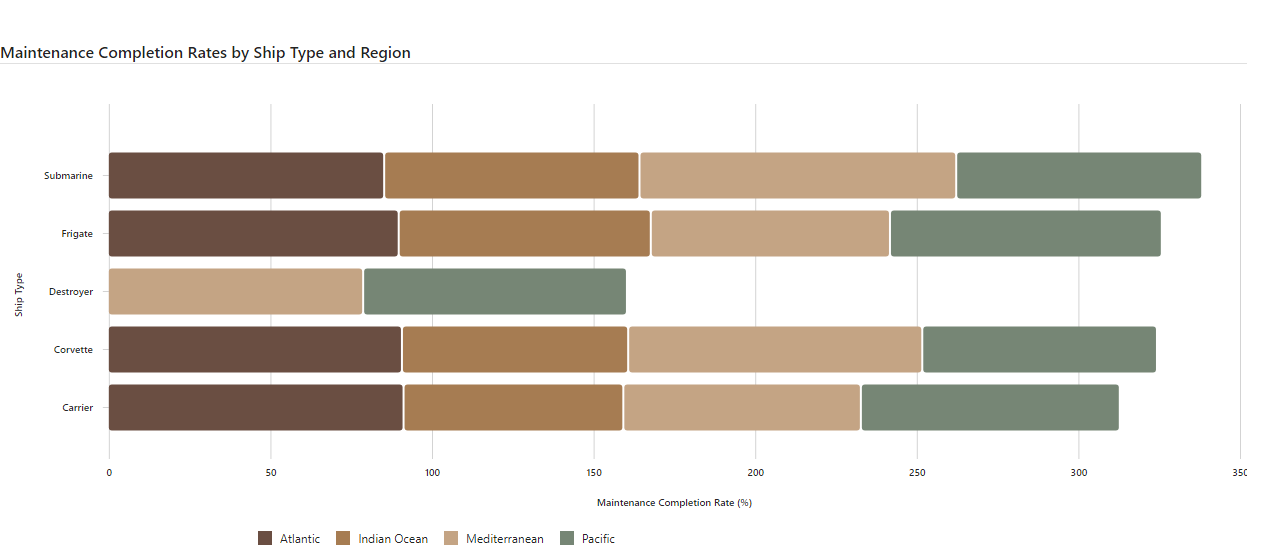 Maintenance Completion Rates by Ship Type and Region
Ship Type
Submarine
Frigate
Destroyer
Corvette
Carrier
0 50 100 150 200 250 300 350
Maintenance Completion Rate (%)
Atlantic Indian Ocean Mediterranean Pacific